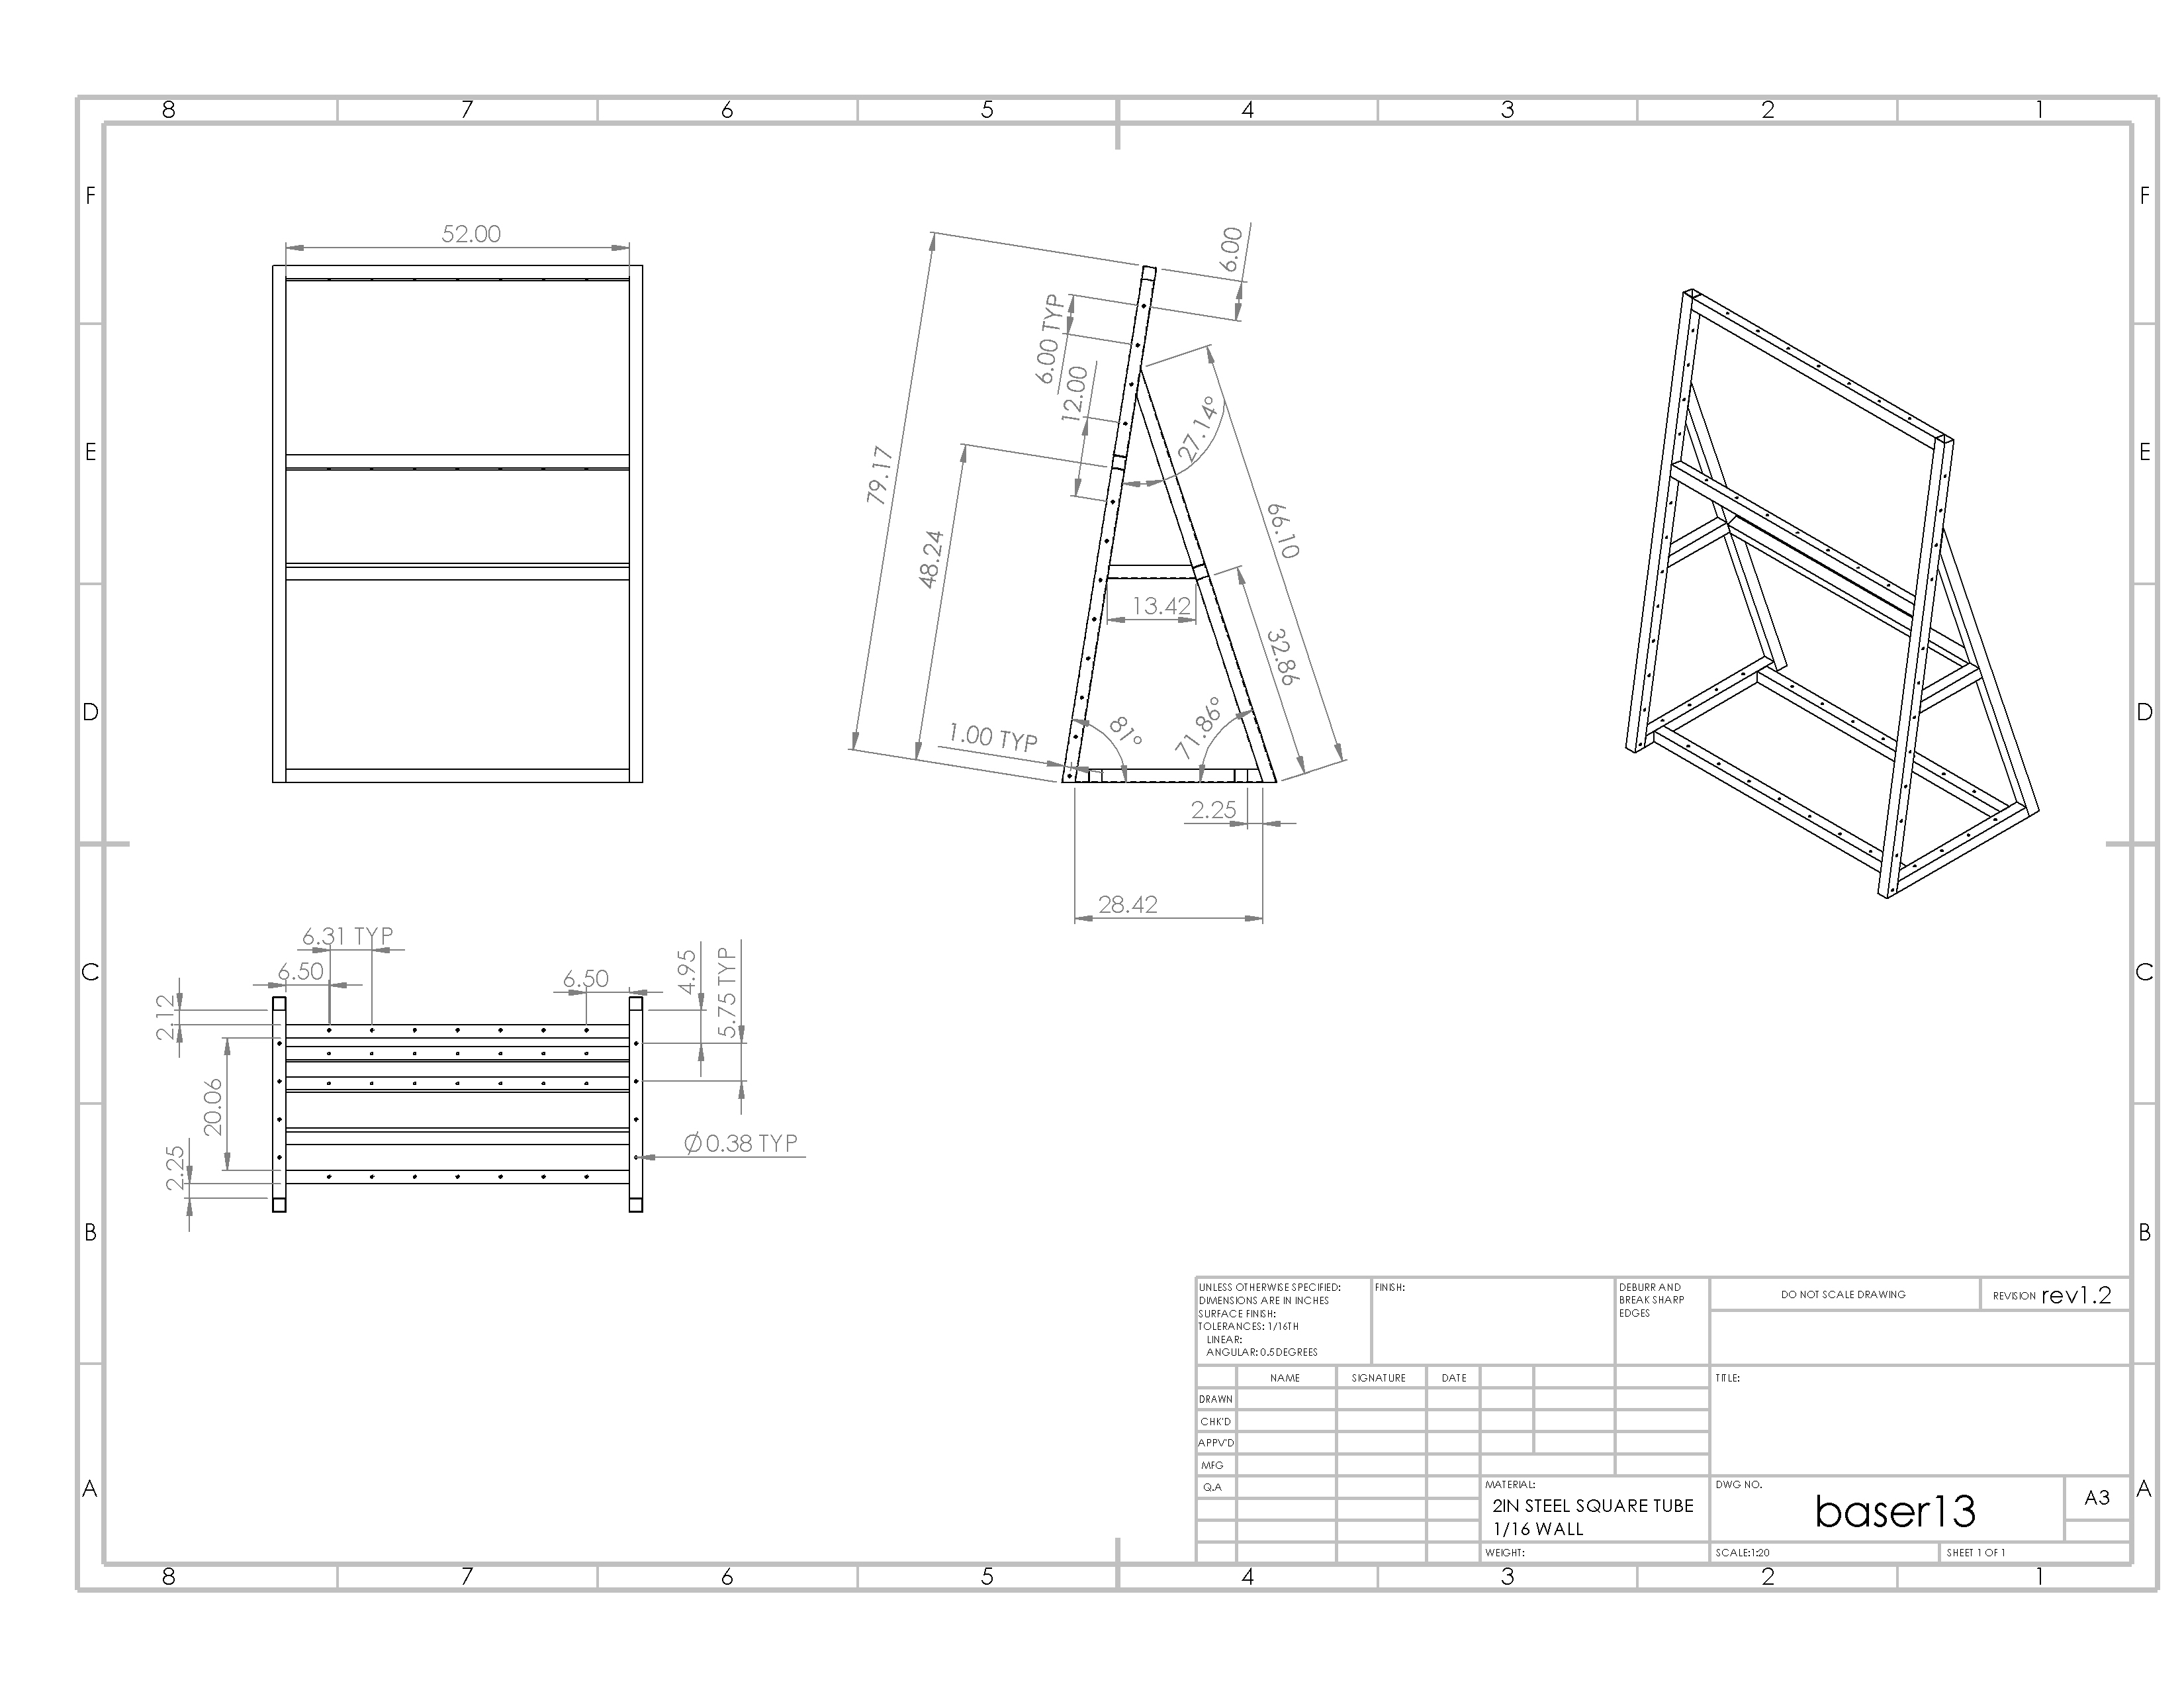 8 7 6 5 4 3 2 1
F F
E E
D D
C C
B B
A A
52.00
79.17
48.24
6.00 TYP
12.00
6.00
27.14°
66.10
32.86
13.42
81°
71.86°
1.00 TYP
2.25
28.42
6.31 TYP
6.50
6.50
2.12
20.06
2.25
4.95
5.75 TYP
Ø0.38 TYP
UNLESS OTHERWISE SPECIFIED:
DIMENSIONS ARE IN INCHES
SURFACE FINISH:
TOLERANCES: 1/16TH
LINEAR:
ANGULAR: 0.5DEGREES
FINISH:
DEBURR AND
BREAK SHARP
EDGES
DO NOT SCALE DRAWING
REVISION rev1.2
NAME SIGNATURE DATE
TITLE:
DRAWN
CHK'D
APPV'D
MFG
Q.A
MATERIAL:
2IN STEEL SQUARE TUBE
1/16 WALL
DWG NO.
baser13
A3
WEIGHT:
SCALE:1:20
SHEET 1 OF 1
8 7 6 5 4 3 2 1